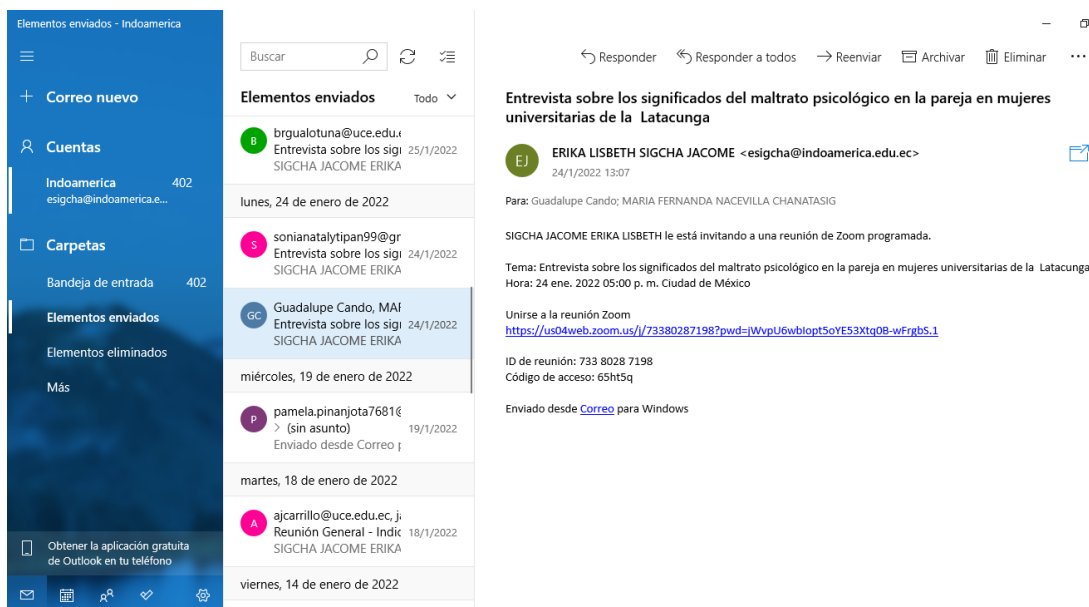 Elementos enviados - Indoamerica
Correo nuevo
Cuentas
Indoamerica 402
esigcha@indoamerica.e...
Carpetas
Bandeja de entrada 402
Elementos enviados
Elementos eliminados
Más
Obtener la aplicación gratuita
de Outlook en tu teléfono
Buscar
Elementos enviados Todo
B
brgualotuna@uce.edu.e
Entrevista sobre los sigi 25/1/2022
SIGCHA JACOME ERIKA
lunes, 24 de enero de 2022
S
sonianatalytipan99@gr
Entrevista sobre los sigi 24/1/2022
SIGCHA JACOME ERIKA
GC
Guadalupe Cando, MAR
Entrevista sobre los sigi 24/1/2022
SIGCHA JACOME ERIKA
miércoles, 19 de enero de 2022
P
pamela.pinanjota7681@
(sin asunto) 19/1/2022
Enviado desde Correo p
martes, 18 de enero de 2022
A
ajcarrillo@uce.edu.ec, ja
Reunión General - Indic 18/1/2022
SIGCHA JACOME ERIKA
viernes, 14 de enero de 2022
Responder Responder a todos Reenviar Archivar Eliminar ...
Entrevista sobre los significados del maltrato psicológico en la pareja en mujeres
universitarias de la Latacunga
EJ
ERIKA LISBETH SIGCHA JACOME <esigcha@indoamerica.edu.ec>
24/1/2022 13:07
Para: Guadalupe Cando; MARIA FERNANDA NACEVILLA CHANATASIG
SIGCHA JACOME ERIKA LISBETH le está invitando a una reunión de Zoom programada.
Tema: Entrevista sobre los significados del maltrato psicológico en la pareja en mujeres universitarias de la Latacunga
Hora: 24 ene. 2022 05:00 p. m. Ciudad de México
Unirse a la reunión Zoom
https://us04web.zoom.us/j/73380287198?pwd=jWvpU6wbIopt5oYE53Xtq0B-wFrgbS.1
ID de reunión: 733 8028 7198
Código de acceso: 65ht5q
Enviado desde Correo para Windows